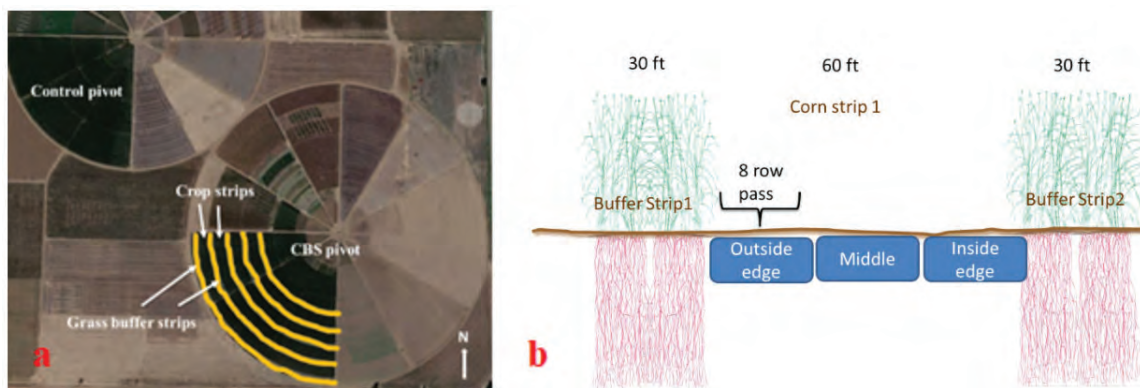 Control pivot
Crop strips
CBS pivot
Grass buffer strips
N
a
30 ft
60 ft
30 ft
Corn strip 1
8 row
pass
Buffer Strip1
Buffer Strip2
Outside
edge
Middle
Inside
edge
b